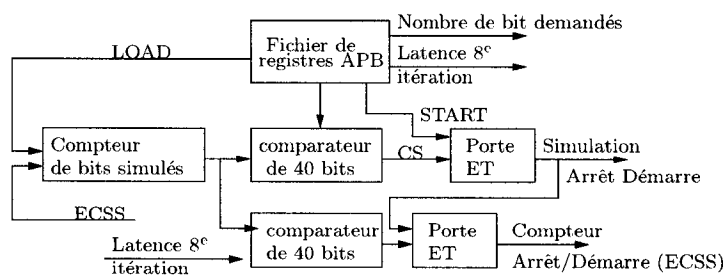 Nombre de bit demandés
LOAD
Fichier de
registres APB
Latence 8ᵉ
itération
START
Compteur
de bits simulés
comparateur
de 40 bits
CS
Porte
ET
Simulation
Arrêt Démarre
ECSS
Latence 8ᵉ
itération
comparateur
de 40 bits
Porte
ET
Compteur
Arrêt/Démarre (ECSS)